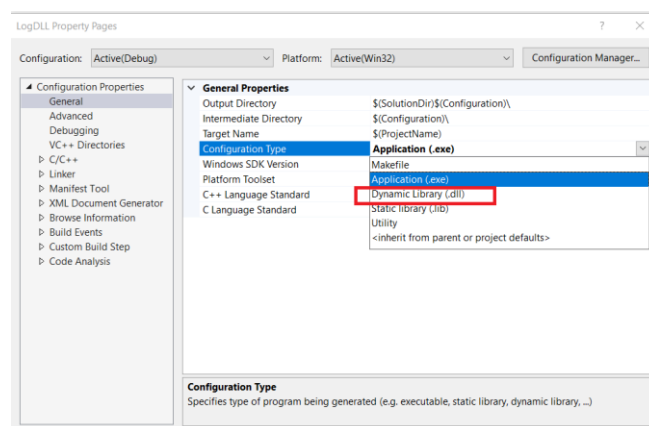 LogDLL Property Pages
? ×
Configuration: Active(Debug) Platform: Active(Win32) Configuration Manager...
Configuration Properties
General
Advanced
Debugging
VC++ Directories
C/C++
Linker
Manifest Tool
XML Document Generator
Browse Information
Build Events
Custom Build Step
Code Analysis
General Properties
Output Directory $(SolutionDir)$(Configuration)\
Intermediate Directory $(Configuration)\
Target Name $(ProjectName)
Configuration Type Application (.exe)
Windows SDK Version
Platform Toolset
C++ Language Standard
C Language Standard
Makefile
Application (.exe)
Dynamic Library (.dll)
Static library (.lib)
Utility
<inherit from parent or project defaults>
Configuration Type
Specifies type of program being generated (e.g. executable, static library, dynamic library, ...)